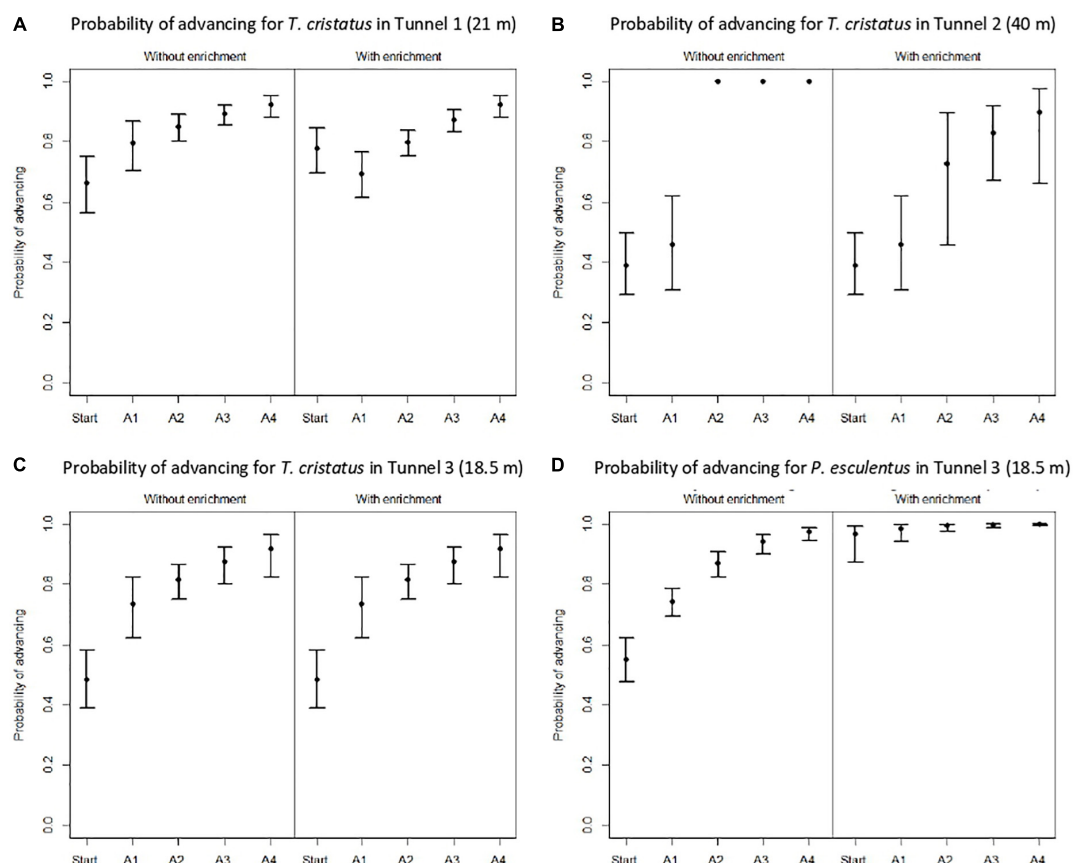 A Probability of advancing for T. cristatus in Tunnel 1 (21 m)
Without enrichment With enrichment
Probability of advancing
1.0
0.8
0.6
0.4
0.2
0.0
Start A1 A2 A3 A4 Start A1 A2 A3 A4
B Probability of advancing for T. cristatus in Tunnel 2 (40 m)
Without enrichment With enrichment
Probability of advancing
1.0
0.8
0.6
0.4
0.2
0.0
Start A1 A2 A3 A4 Start A1 A2 A3 A4
C Probability of advancing for T. cristatus in Tunnel 3 (18.5 m)
Without enrichment With enrichment
Probability of advancing
1.0
0.8
0.6
0.4
0.2
0.0
Start A1 A2 A3 A4 Start A1 A2 A3 A4
D Probability of advancing for P. esculentus in Tunnel 3 (18.5 m)
Without enrichment With enrichment
Probability of advancing
1.0
0.8
0.6
0.4
0.2
0.0
Start A1 A2 A3 A4 Start A1 A2 A3 A4